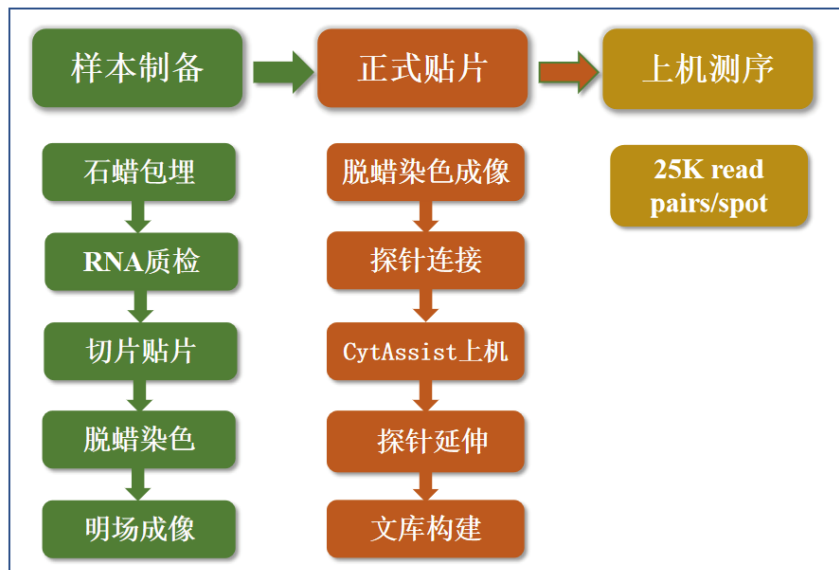 样本制备
正式贴片
上机测序
石蜡包埋
RNA质检
切片贴片
脱蜡染色
明场成像
脱蜡染色成像
探针连接
CytAssist上机
探针延伸
文库构建
25K read
pairs/spot